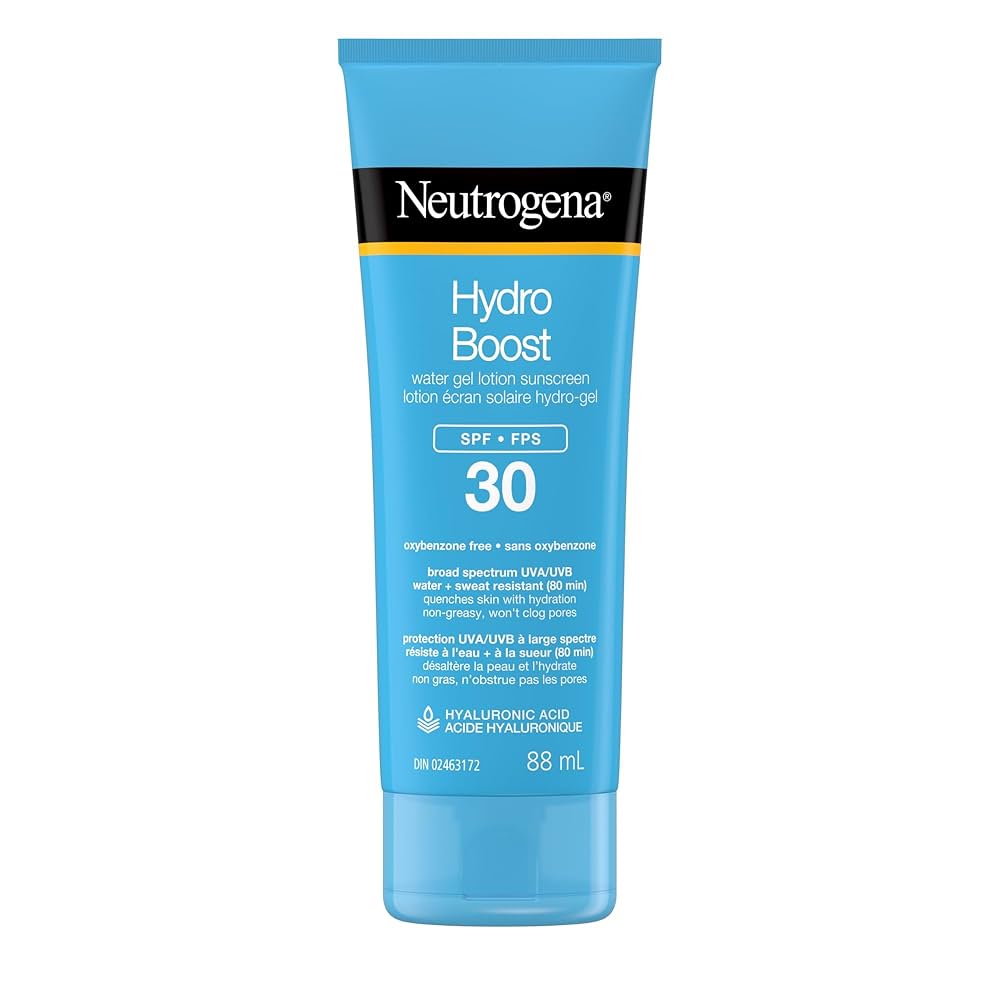 Neutrogena®
Hydro
Boost
water gel lotion sunscreen
lotion écran solaire hydro-gel
SPF • FPS
30
oxybenzone free • sans oxybenzone
broad spectrum UVA/UVB
water + sweat resistant (80 min)
quenches skin with hydration
non-greasy, won't clog pores
protection UVA/UVB à large spectre
résiste à l'eau + à la sueur (80 min)
désaltère la peau et l'hydrate
non gras, n'obstrue pas les pores
HYALURONIC ACID
ACIDE HYALURONIQUE
DIN 02463172 88 mL